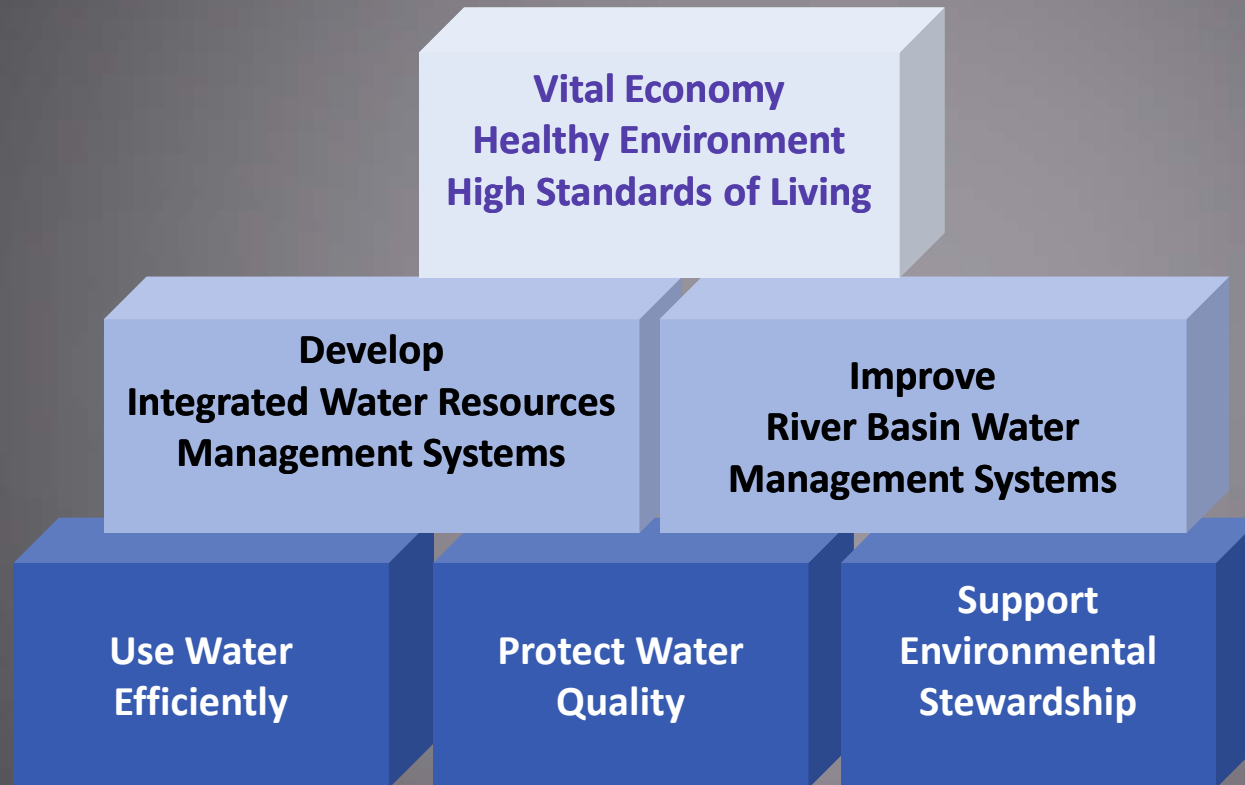 Vital Economy
Healthy Environment
High Standards of Living
Develop
Integrated Water Resources
Management Systems
Improve
River Basin Water
Management Systems
Use Water
Efficiently
Protect Water
Quality
Support
Environmental
Stewardship